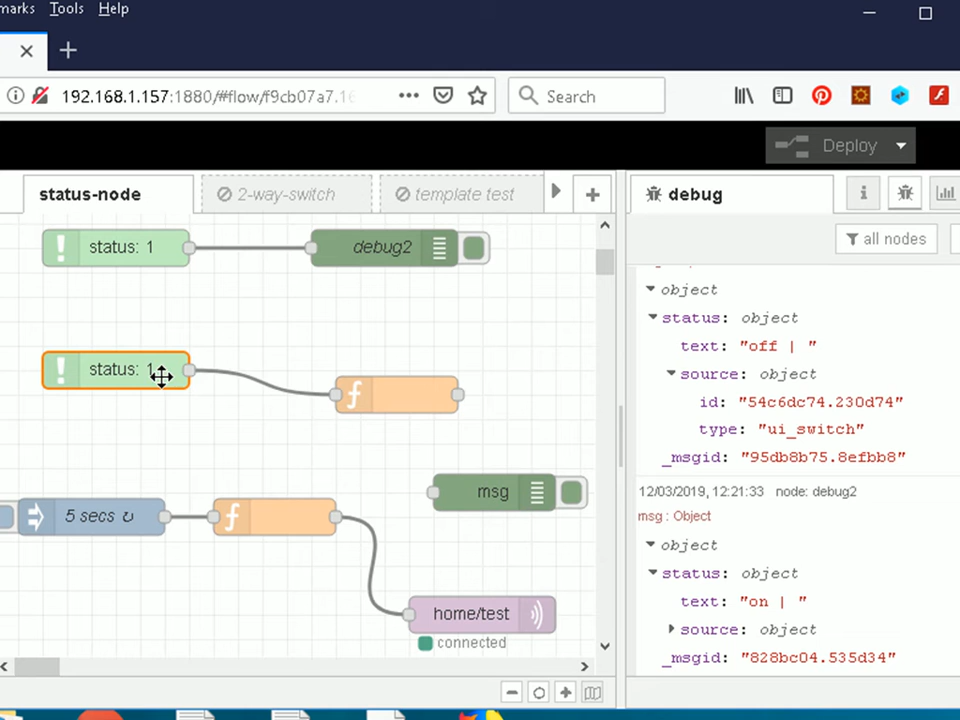 marks Tools Help
192.168.1.157:1880/#flow/f9cb07a7.16
Search
Deploy
status-node
2-way-switch
template test
debug
all nodes
status: 1
debug2
status: 1
msg
5 secs ↻
home/test
connected
object
status: object
text: "off | "
source: object
id: "54c6dc74.230d74"
type: "ui_switch"
_msgid: "95db8b75.8efbb8"
12/03/2019, 12:21:33 node: debug2
msg : Object
object
status: object
text: "on | "
source: object
_msgid: "828bc04.535d34"